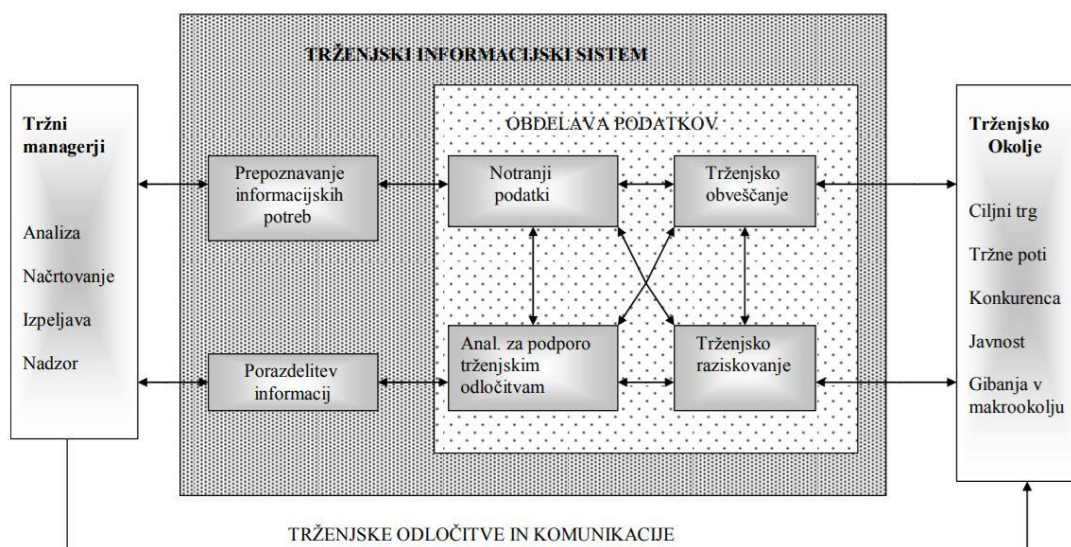 TRŽENJSKI INFORMACIJSKI SISTEM
Tržni
managerji
Analiza
Načrtovanje
Izpeljava
Nadzor
Prepoznavanje
informacijskih
potreb
Porazdelitev
informacij
OBDELAVA PODATKOV
Notranji
podatki
Trženjsko
obveščanje
Anal. za podporo
trženjskim
odločitvam
Trženjsko
raziskovanje
Trženjsko
Okolje
Ciljni trg
Tržne poti
Konkurenca
Javnost
Gibanja v
makrookolju
TRŽENJSKE ODLOČITVE IN KOMUNIKACIJE